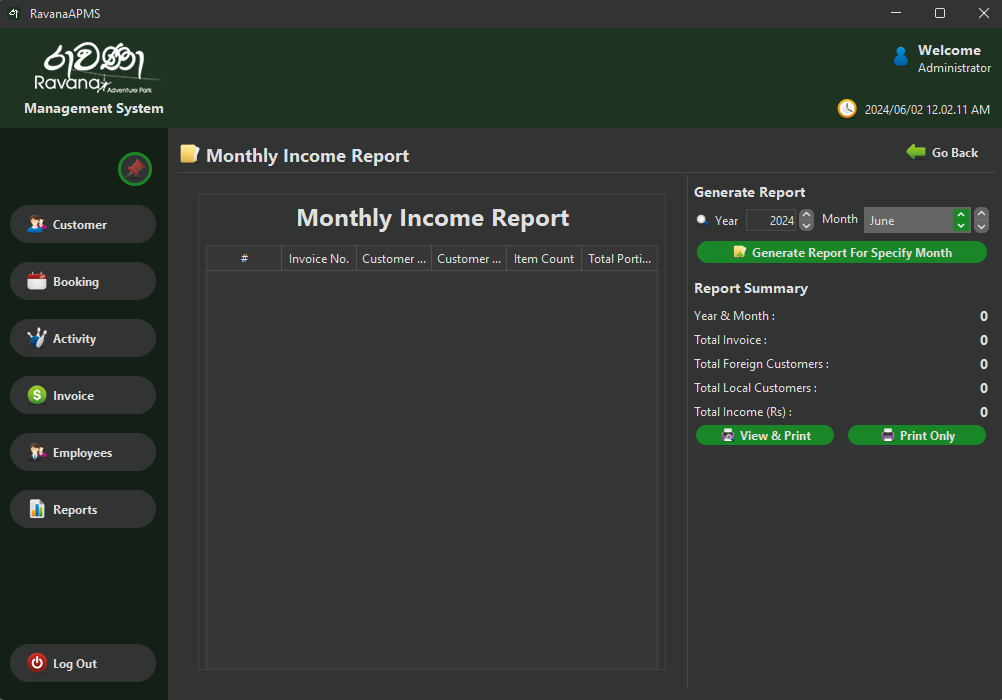 RavanaAPMS
රාවණා
Ravana
Adventure Park
Management System
Welcome
Administrator
2024/06/02 12.02.11 AM
Customer
Booking
Activity
Invoice
Employees
Reports
Log Out
Monthly Income Report
Go Back
Monthly Income Report
# Invoice No. Customer ... Customer ... Item Count Total Porti...
Generate Report
Year 2024 Month June
Generate Report For Specify Month
Report Summary
Year & Month : 0
Total Invoice : 0
Total Foreign Customers : 0
Total Local Customers : 0
Total Income (Rs) : 0
View & Print Print Only